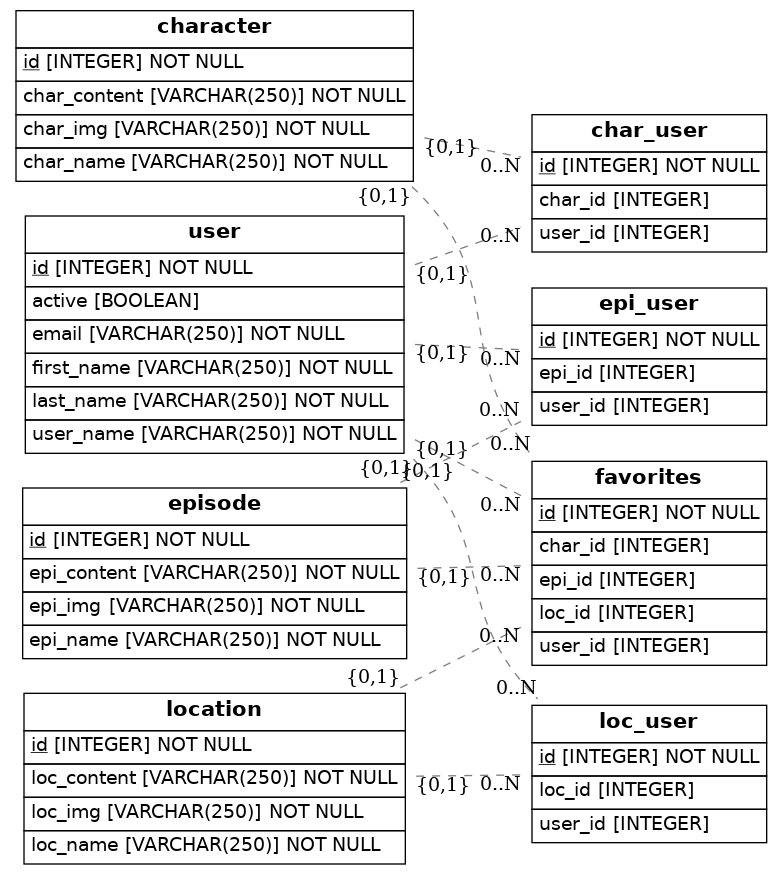 character
id [INTEGER] NOT NULL
char_content [VARCHAR(250)] NOT NULL
char_img [VARCHAR(250)] NOT NULL
char_name [VARCHAR(250)] NOT NULL
user
id [INTEGER] NOT NULL
active [BOOLEAN]
email [VARCHAR(250)] NOT NULL
first_name [VARCHAR(250)] NOT NULL
last_name [VARCHAR(250)] NOT NULL
user_name [VARCHAR(250)] NOT NULL
episode
id [INTEGER] NOT NULL
epi_content [VARCHAR(250)] NOT NULL
epi_img [VARCHAR(250)] NOT NULL
epi_name [VARCHAR(250)] NOT NULL
location
id [INTEGER] NOT NULL
loc_content [VARCHAR(250)] NOT NULL
loc_img [VARCHAR(250)] NOT NULL
loc_name [VARCHAR(250)] NOT NULL
{0,1}
0..N
{0,1}
0..N
{0,1}
{0,1}
0..N
0..N
0..N
{0,1}
{0,1}
{0,1}
0..N
{0,1}
0..N
0..N
{0,1}
0..N
{0,1}
0..N
char_user
id [INTEGER] NOT NULL
char_id [INTEGER]
user_id [INTEGER]
epi_user
id [INTEGER] NOT NULL
epi_id [INTEGER]
user_id [INTEGER]
favorites
id [INTEGER] NOT NULL
char_id [INTEGER]
epi_id [INTEGER]
loc_id [INTEGER]
user_id [INTEGER]
loc_user
id [INTEGER] NOT NULL
loc_id [INTEGER]
user_id [INTEGER]